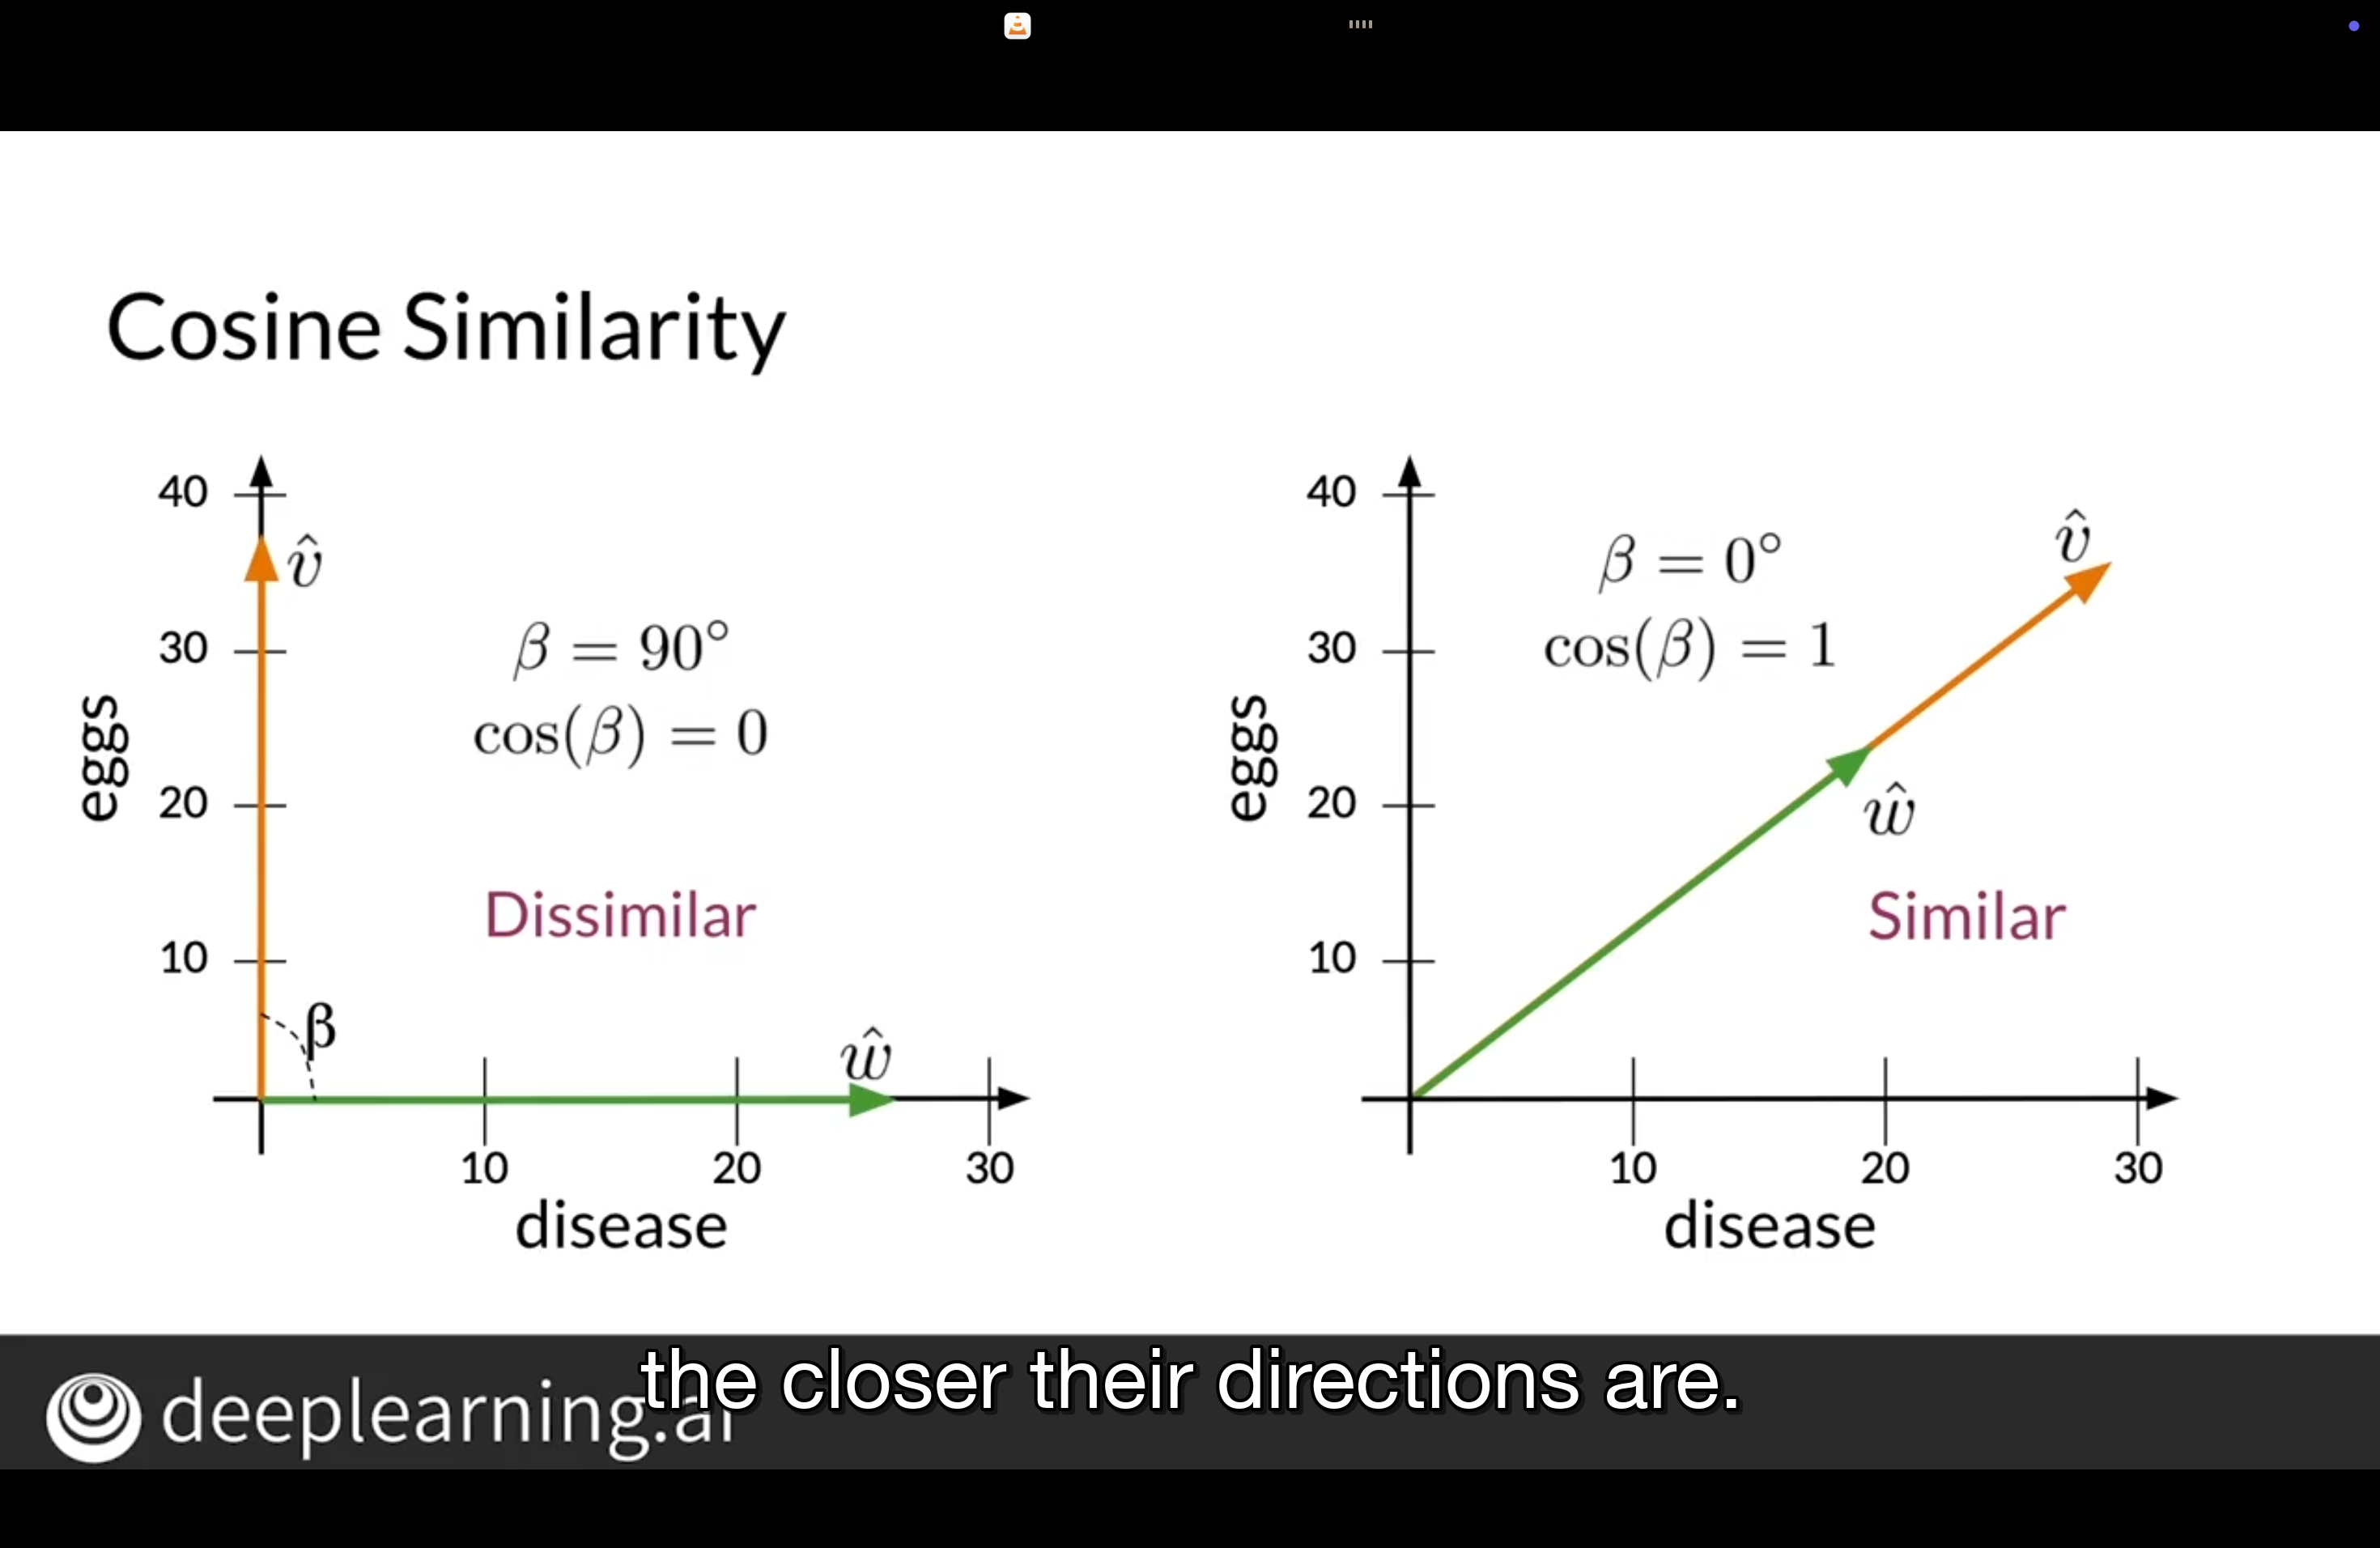 Cosine Similarity
40
30
20
10
eggs
v̂
β = 90°
cos(β) = 0
Dissimilar
β
ŵ
10 20 30
disease
40
30
20
10
eggs
β = 0°
cos(β) = 1
v̂
ŵ
Similar
10 20 30
disease
deeplearning.ai
the closer their directions are.